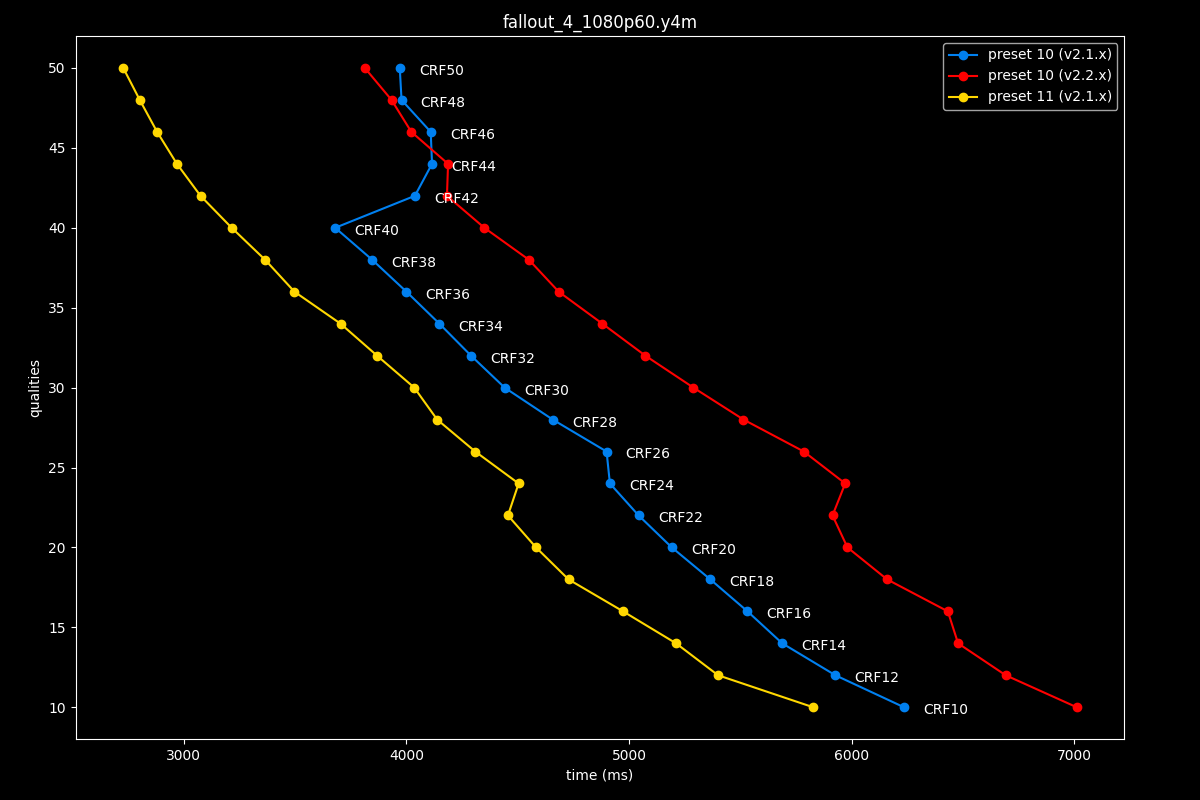 fallout_4_1080p60.y4m
preset 10 (v2.1.x)
preset 10 (v2.2.x)
preset 11 (v2.1.x)
50
45
40
35
30
25
20
15
10
qualities
CRF50
CRF48
CRF46
CRF44
CRF42
CRF40
CRF38
CRF36
CRF34
CRF32
CRF30
CRF28
CRF26
CRF24
CRF22
CRF20
CRF18
CRF16
CRF14
CRF12
CRF10
3000 4000 5000 6000 7000
time (ms)